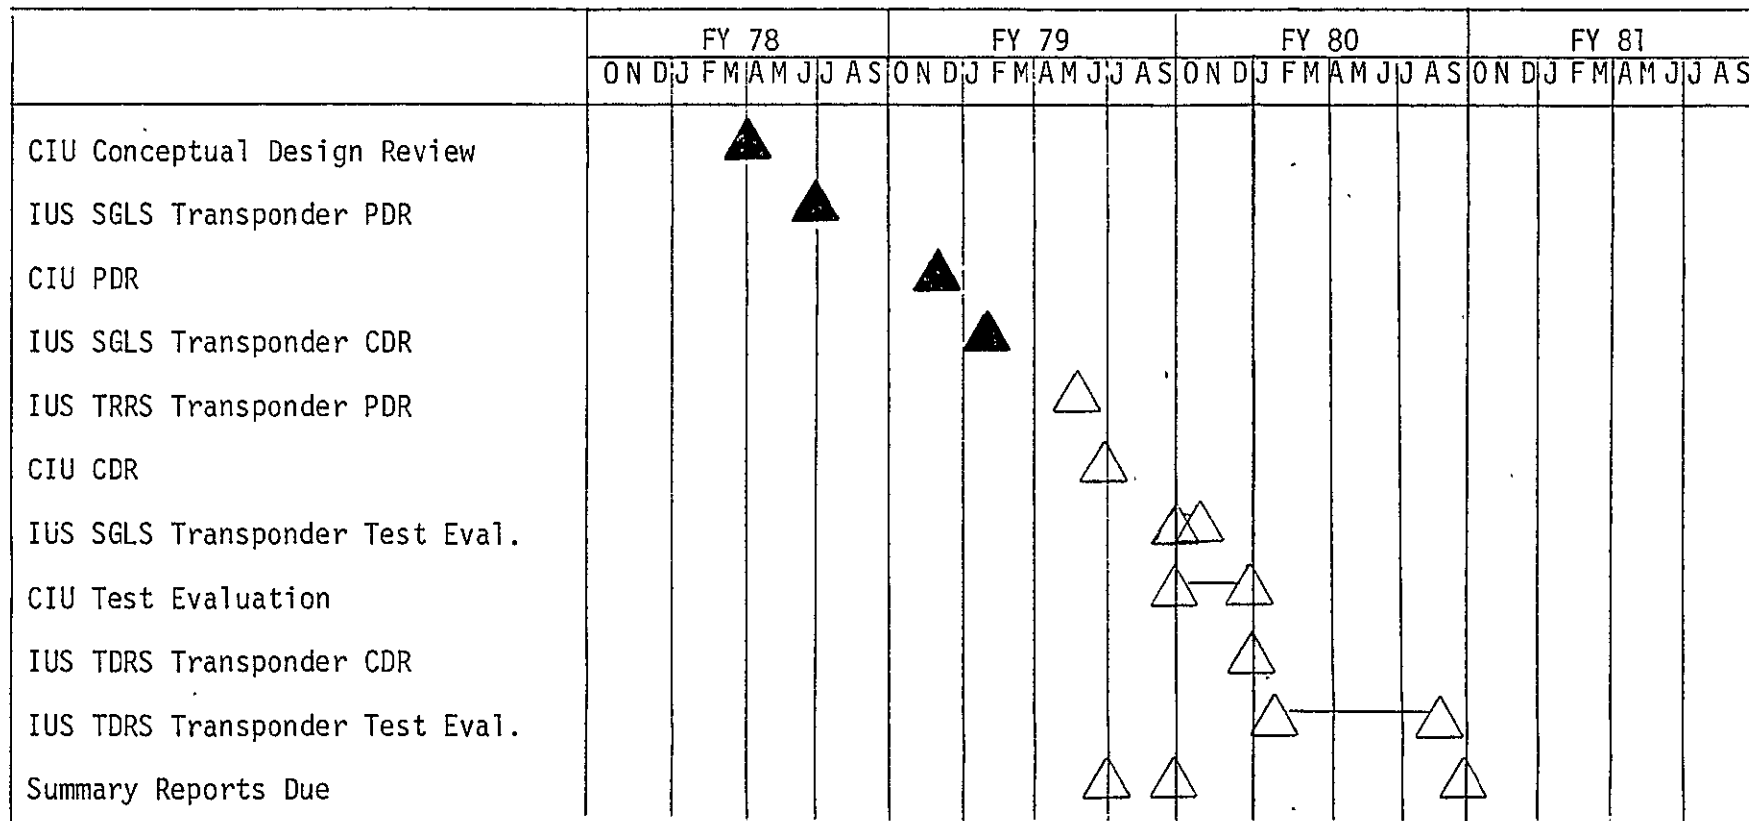 FY 78 FY 79 FY 80 FY 81
O N D J F M A M J J A S O N D J F M A M J J A S O N D J F M A M J J A S O N D J F M A M J J A S
CIU Conceptual Design Review
IUS SGLS Transponder PDR
CIU PDR
IUS SGLS Transponder CDR
IUS TRRS Transponder PDR
CIU CDR
IUS SGLS Transponder Test Eval.
CIU Test Evaluation
IUS TDRS Transponder CDR
IUS TDRS Transponder Test Eval.
Summary Reports Due